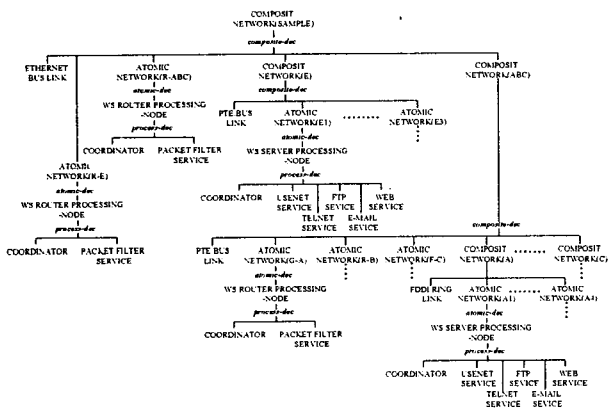 COMPOSIT
NETWORK(SAMPLE)
composite-dec
ETHERNET
BUS LINK
ATOMIC
NETWORK(R-ABC)
atomic-dec
WS ROUTER PROCESSING
-NODE
process-dec
COORDINATOR
PACKET FILTER
SERVICE
COMPOSIT
NETWORK(E)
composite-dec
COMPOSIT
NETWORK(ABC)
PTE BUS
LINK
ATOMIC
NETWORK(E1)
ATOMIC
NETWORK(E3)
atomic-dec
WS SERVER PROCESSING
-NODE
process-dec
COORDINATOR
USENET
SERVICE
FTP
SEVICE
WEB
SERVICE
TELNET
SERVICE
E-MAIL
SEVICE
ATOMIC
NETWORK(R-E)
atomic-dec
WS ROUTER PROCESSING
-NODE
process-dec
COORDINATOR
PACKET FILTER
SERVICE
composite-dec
PTE BUS
LINK
ATOMIC
NETWORK(G-A)
ATOMIC
NETWORK(R-B)
ATOMIC
NETWORK(F-C)
COMPOSIT
NETWORK(A)
COMPOSIT
NETWORK(C)
atomic-dec
WS ROUTER PROCESSING
-NODE
process-dec
COORDINATOR
PACKET FILTER
SERVICE
FDDI RING
LINK
ATOMIC
NETWORK(A1)
ATOMIC
atomic-dec
WS SERVER PROCESSING
-NODE
process-dec
COORDINATOR
USENET
SERVICE
FTP
SEVICE
WEB
SERVICE
TELNET
SERVICE
E-MAIL
SEVICE